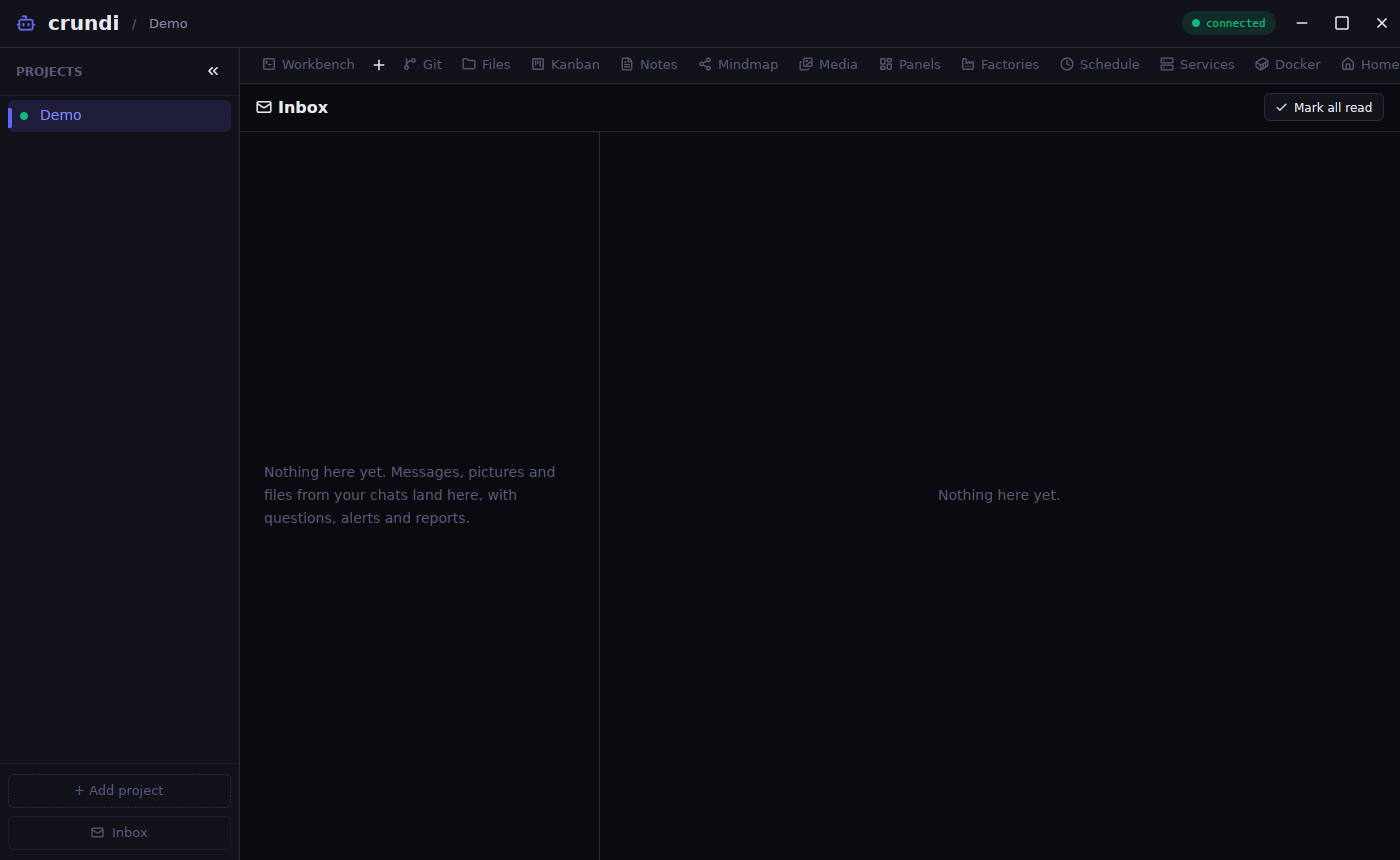 crundi / Demo
connected
PROJECTS
Demo
Workbench
Git
Files
Kanban
Notes
Mindmap
Media
Panels
Factories
Schedule
Services
Docker
Home
Inbox
Mark all read
Nothing here yet. Messages, pictures and
files from your chats land here, with
questions, alerts and reports.
Nothing here yet.
+ Add project
Inbox